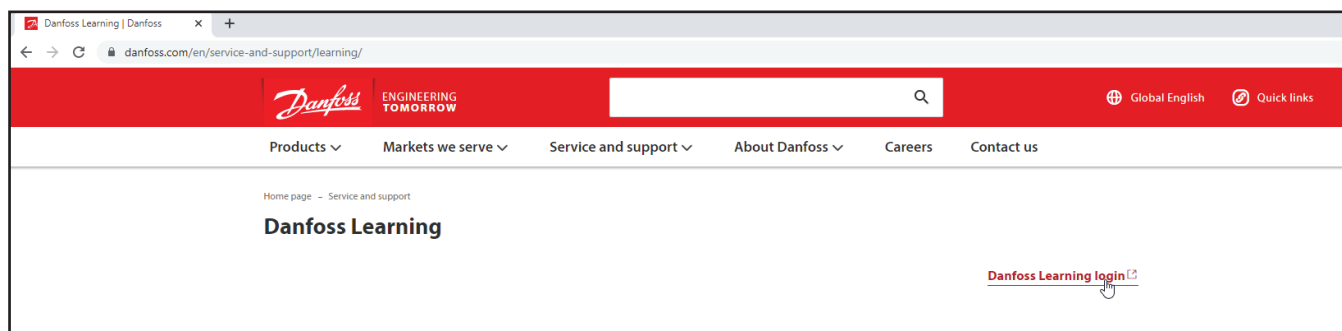 Danfoss Learning | Danfoss
danfoss.com/en/service-and-support/learning/
Danfoss ENGINEERING
TOMORROW
Global English Quick links
Products Markets we serve Service and support About Danfoss Careers Contact us
Home page – Service and support
Danfoss Learning
Danfoss Learning login